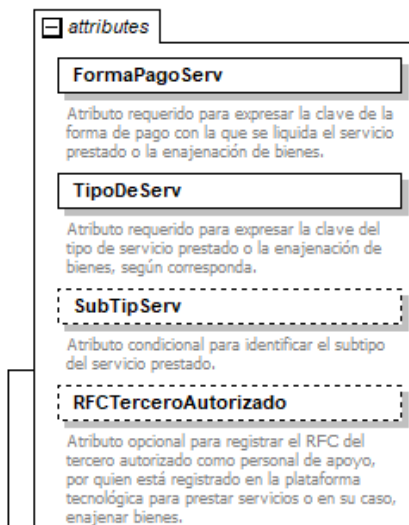 attributes
FormaPagoServ
Atributo requerido para expresar la clave de la
forma de pago con la que se liquida el servicio
prestado o la enajenación de bienes.
TipoDeServ
Atributo requerido para expresar la clave del
tipo de servicio prestado o la enajenación de
bienes, según corresponda.
SubTipServ
Atributo condicional para identificar el subtipo
del servicio prestado.
RFCTerceroAutorizado
Atributo opcional para registrar el RFC del
tercero autorizado como personal de apoyo,
por quien está registrado en la plataforma
tecnológica para prestar servicios o en su caso,
enajenar bienes.